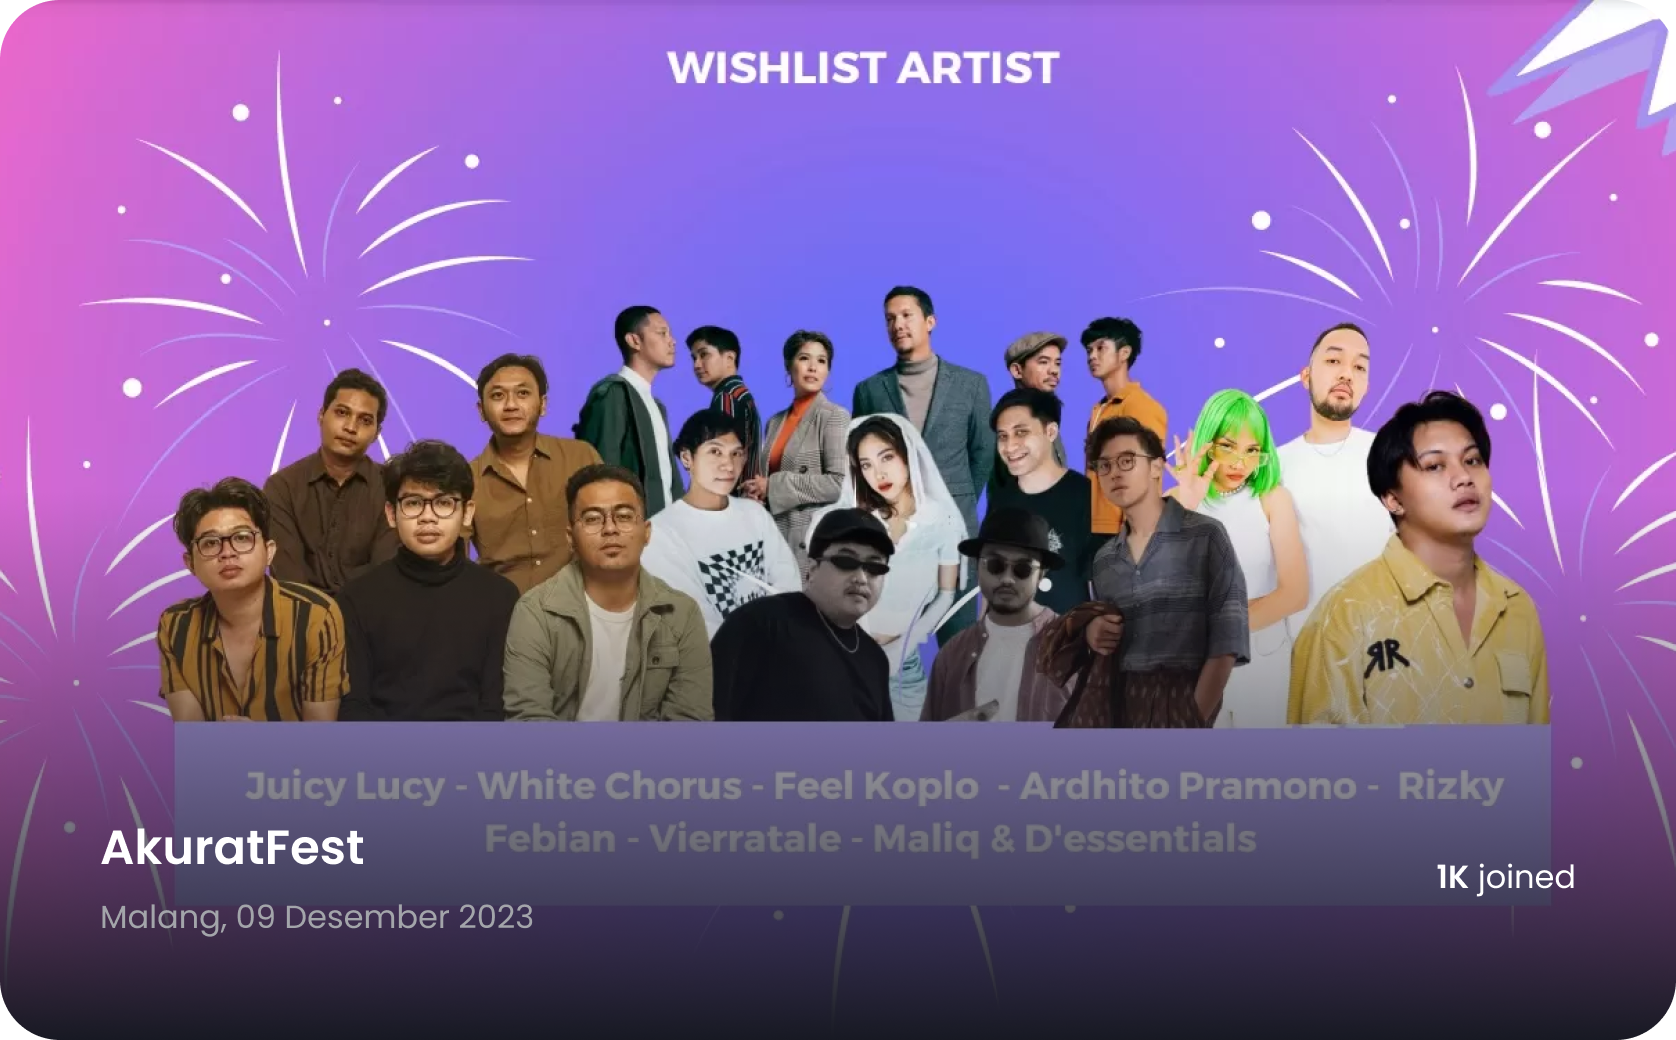 WISHLIST ARTIST
ЯR
Juicy Lucy - White Chorus - Feel Koplo - Ardhito Pramono - Rizky
Febian - Vierratale - Maliq & D'essentials
AkuratFest
1K joined
Malang, 09 Desember 2023